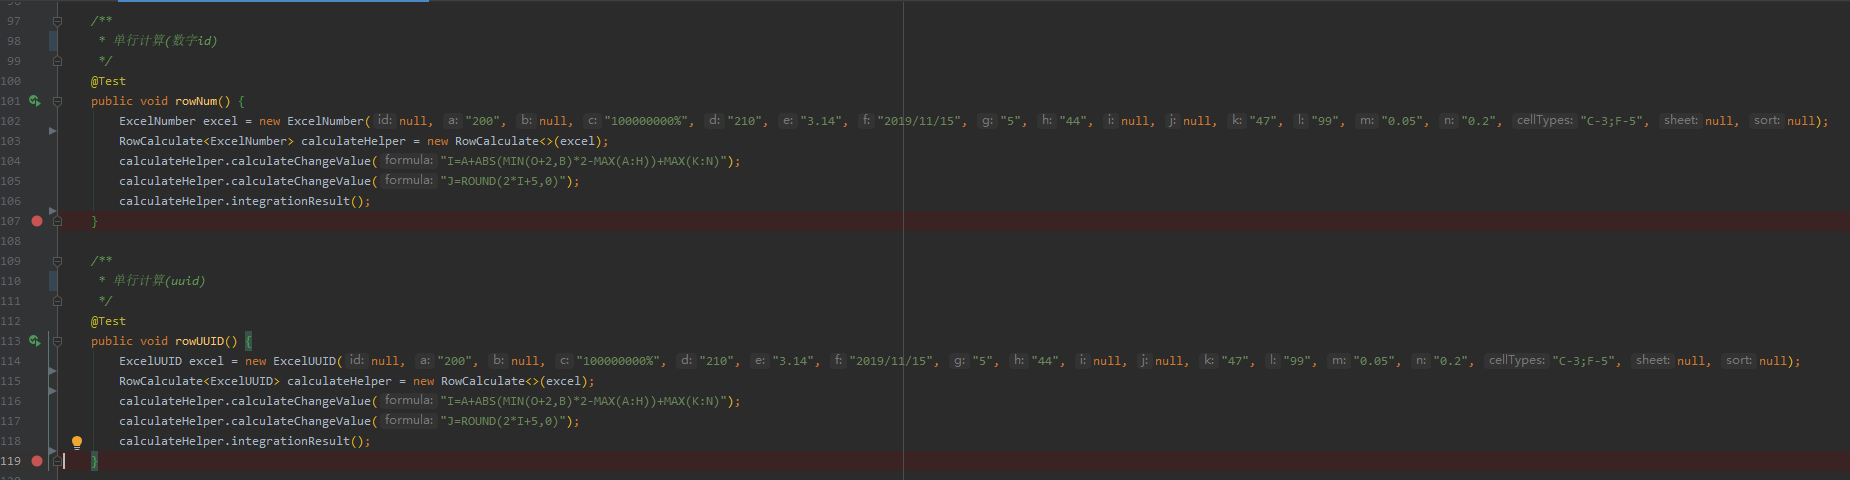 97 /**
98 * 单行计算(数字id)
99 */
100 @Test
101 public void rowNum() {
102 ExcelNumber excel = new ExcelNumber( id: null, a: "200", b: null, c: "100000000%", d: "210", e: "3.14", f: "2019/11/15", g: "5", h: "44", i: null, j: null, k: "47", l: "99", m: "0.05", n: "0.2", cellTypes: "C-3;F-5", sheet: null, sort: null);
103 RowCalculate<ExcelNumber> calculateHelper = new RowCalculate<>(excel);
104 calculateHelper.calculateChangeValue( formula: "I=A+ABS(MIN(O+2,B)*2-MAX(A:H))+MAX(K:N)");
105 calculateHelper.calculateChangeValue( formula: "J=ROUND(2*I+5,0)");
106 calculateHelper.integrationResult();
107 }
108
109 /**
110 * 单行计算(uuid)
111 */
112 @Test
113 public void rowUUID() {
114 ExcelUUID excel = new ExcelUUID( id: null, a: "200", b: null, c: "100000000%", d: "210", e: "3.14", f: "2019/11/15", g: "5", h: "44", i: null, j: null, k: "47", l: "99", m: "0.05", n: "0.2", cellTypes: "C-3;F-5", sheet: null, sort: null);
115 RowCalculate<ExcelUUID> calculateHelper = new RowCalculate<>(excel);
116 calculateHelper.calculateChangeValue( formula: "I=A+ABS(MIN(O+2,B)*2-MAX(A:H))+MAX(K:N)");
117 calculateHelper.calculateChangeValue( formula: "J=ROUND(2*I+5,0)");
118 calculateHelper.integrationResult();
119 }